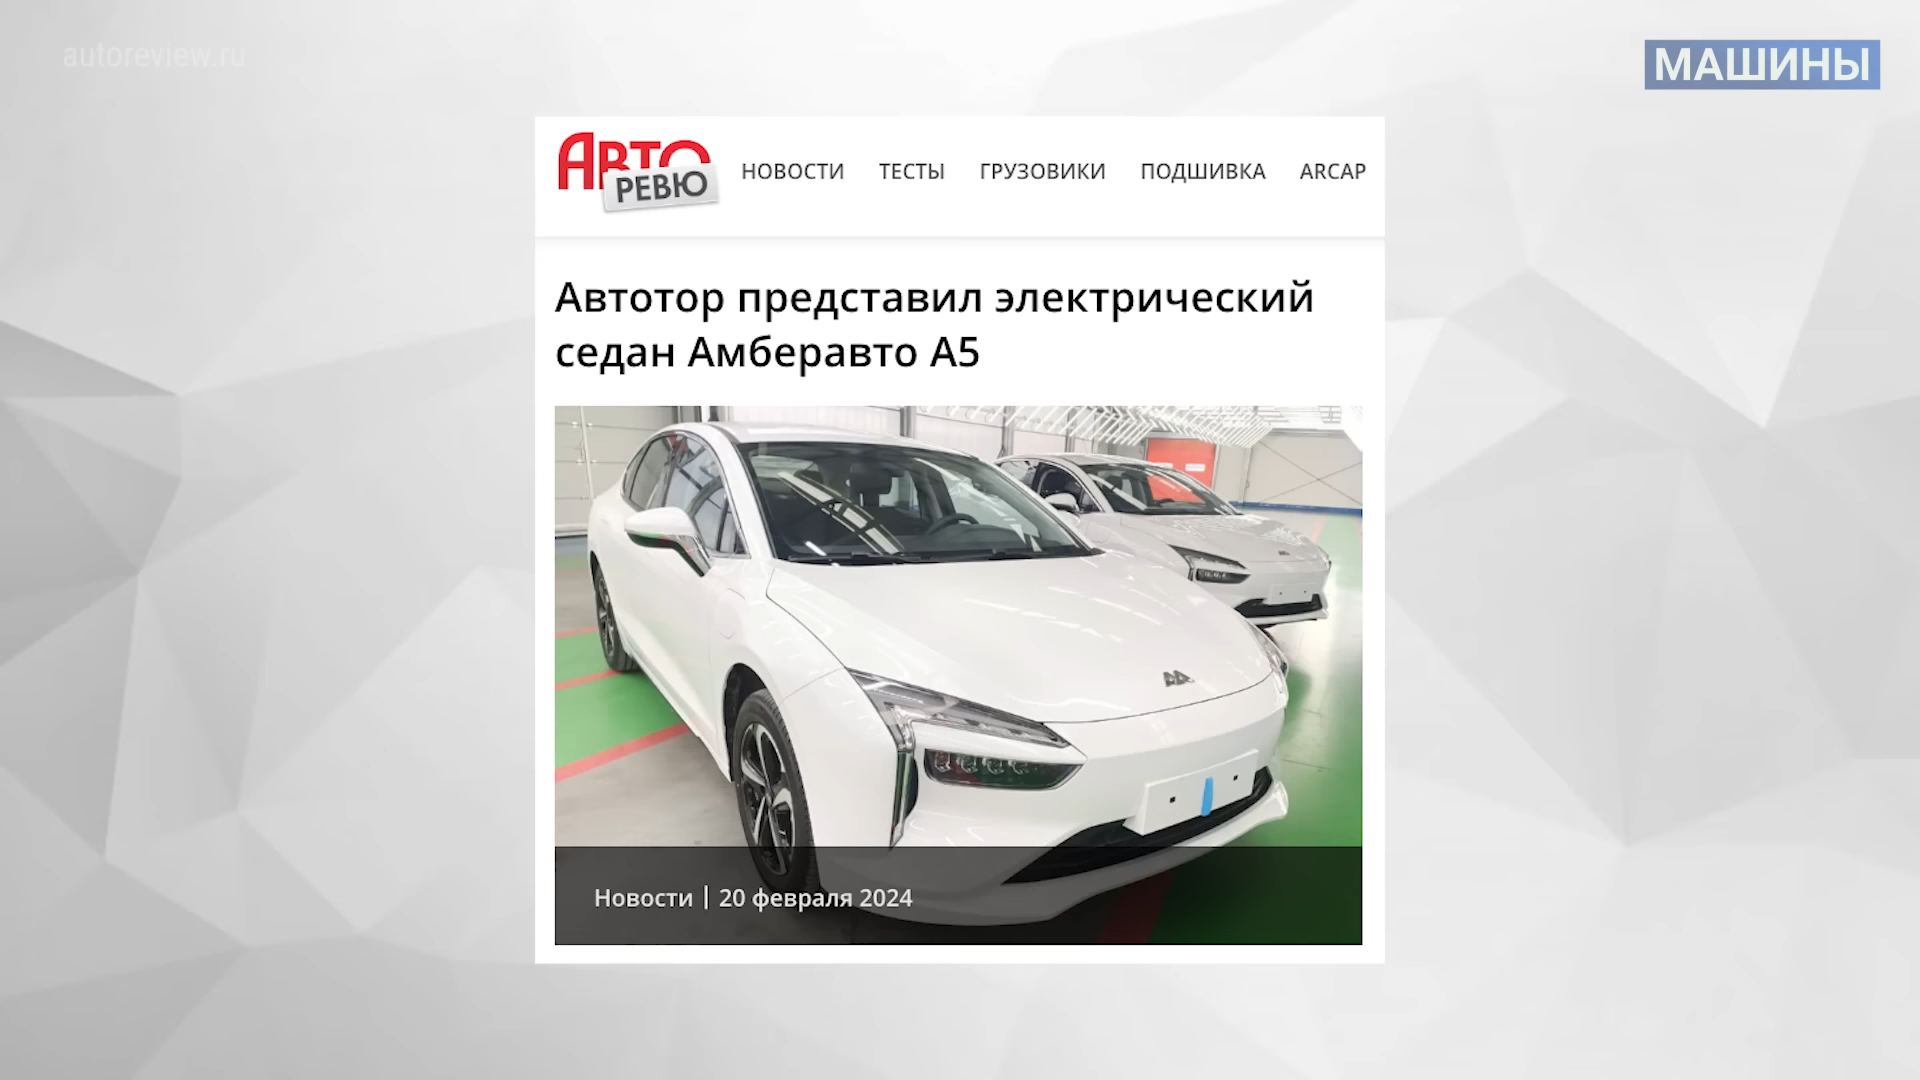 autoreview.ru
МАШИНЫ
АВТО
РЕВЮ
НОВОСТИ ТЕСТЫ ГРУЗОВИКИ ПОДШИВКА ARCAP
Автотор представил электрический
седан Амберавто А5
Новости | 20 февраля 2024